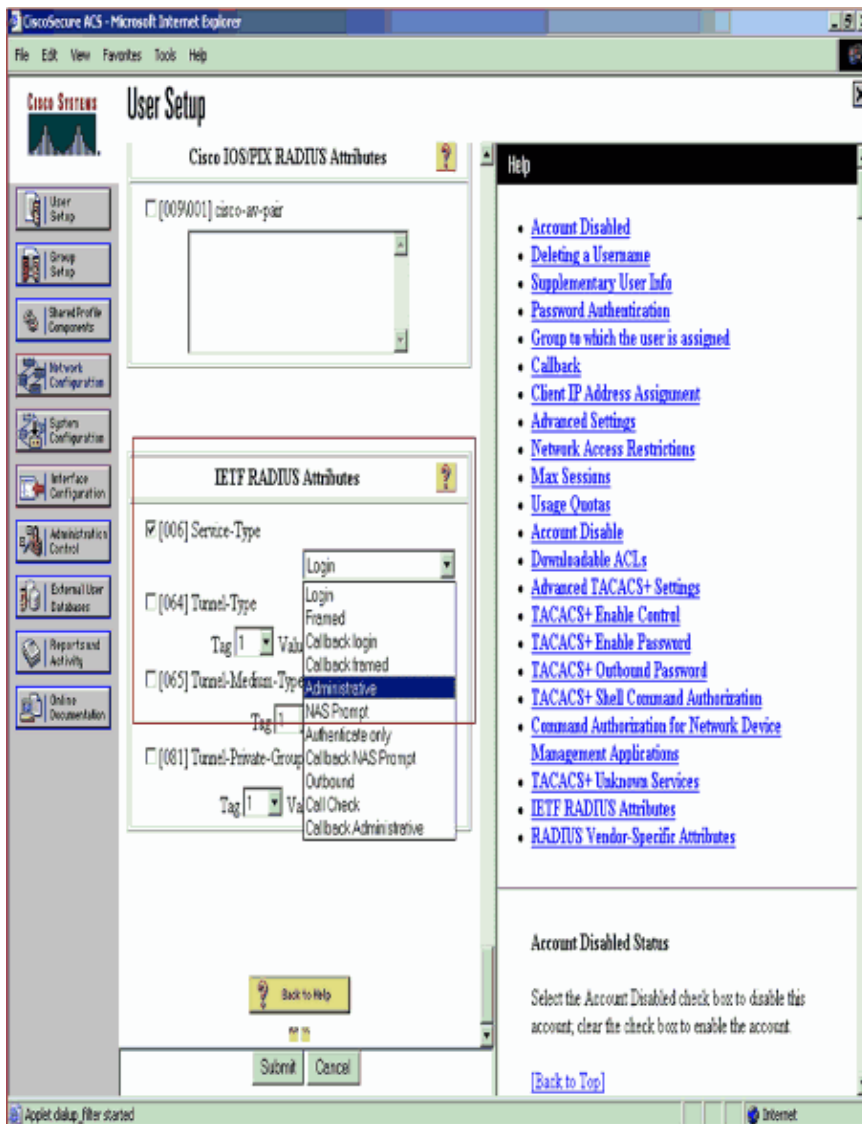 CiscoSecure ACS - Microsoft Internet Explorer
File Edit View Favorites Tools Help
CISCO SYSTEMS
User Setup
User Setup
Group Setup
Shared Profile Components
Network Configuration
System Configuration
Interface Configuration
Administration Control
External User Databases
Reports and Activity
Online Documentation
Cisco IOS/PIX RADIUS Attributes
?
[009\001] cisco-av-pair
IETF RADIUS Attributes
?
[006] Service-Type
Login
Login
Framed
Callback login
Callback framed
Administrative
NAS Prompt
Authenticate only
Callback NAS Prompt
Outbound
Call Check
Callback Administrative
[064] Tunnel-Type
Tag 1 Valu
[065] Tunnel-Medium-Type
Tag 1
[081] Tunnel-Private-Group
Tag 1 Va
? Back to Help
Submit Cancel
Help
Account Disabled
Deleting a Username
Supplementary User Info
Password Authentication
Group to which the user is assigned
Callback
Client IP Address Assignment
Advanced Settings
Network Access Restrictions
Max Sessions
Usage Quotas
Account Disable
Downloadable ACLs
Advanced TACACS+ Settings
TACACS+ Enable Control
TACACS+ Enable Password
TACACS+ Outbound Password
TACACS+ Shell Command Authorization
Command Authorization for Network Device
Management Applications
TACACS+ Unknown Services
IETF RADIUS Attributes
RADIUS Vendor-Specific Attributes
Account Disabled Status
Select the Account Disabled check box to disable this
account; clear the check box to enable the account.
[Back to Top]
Applet dialup_filter started
Internet